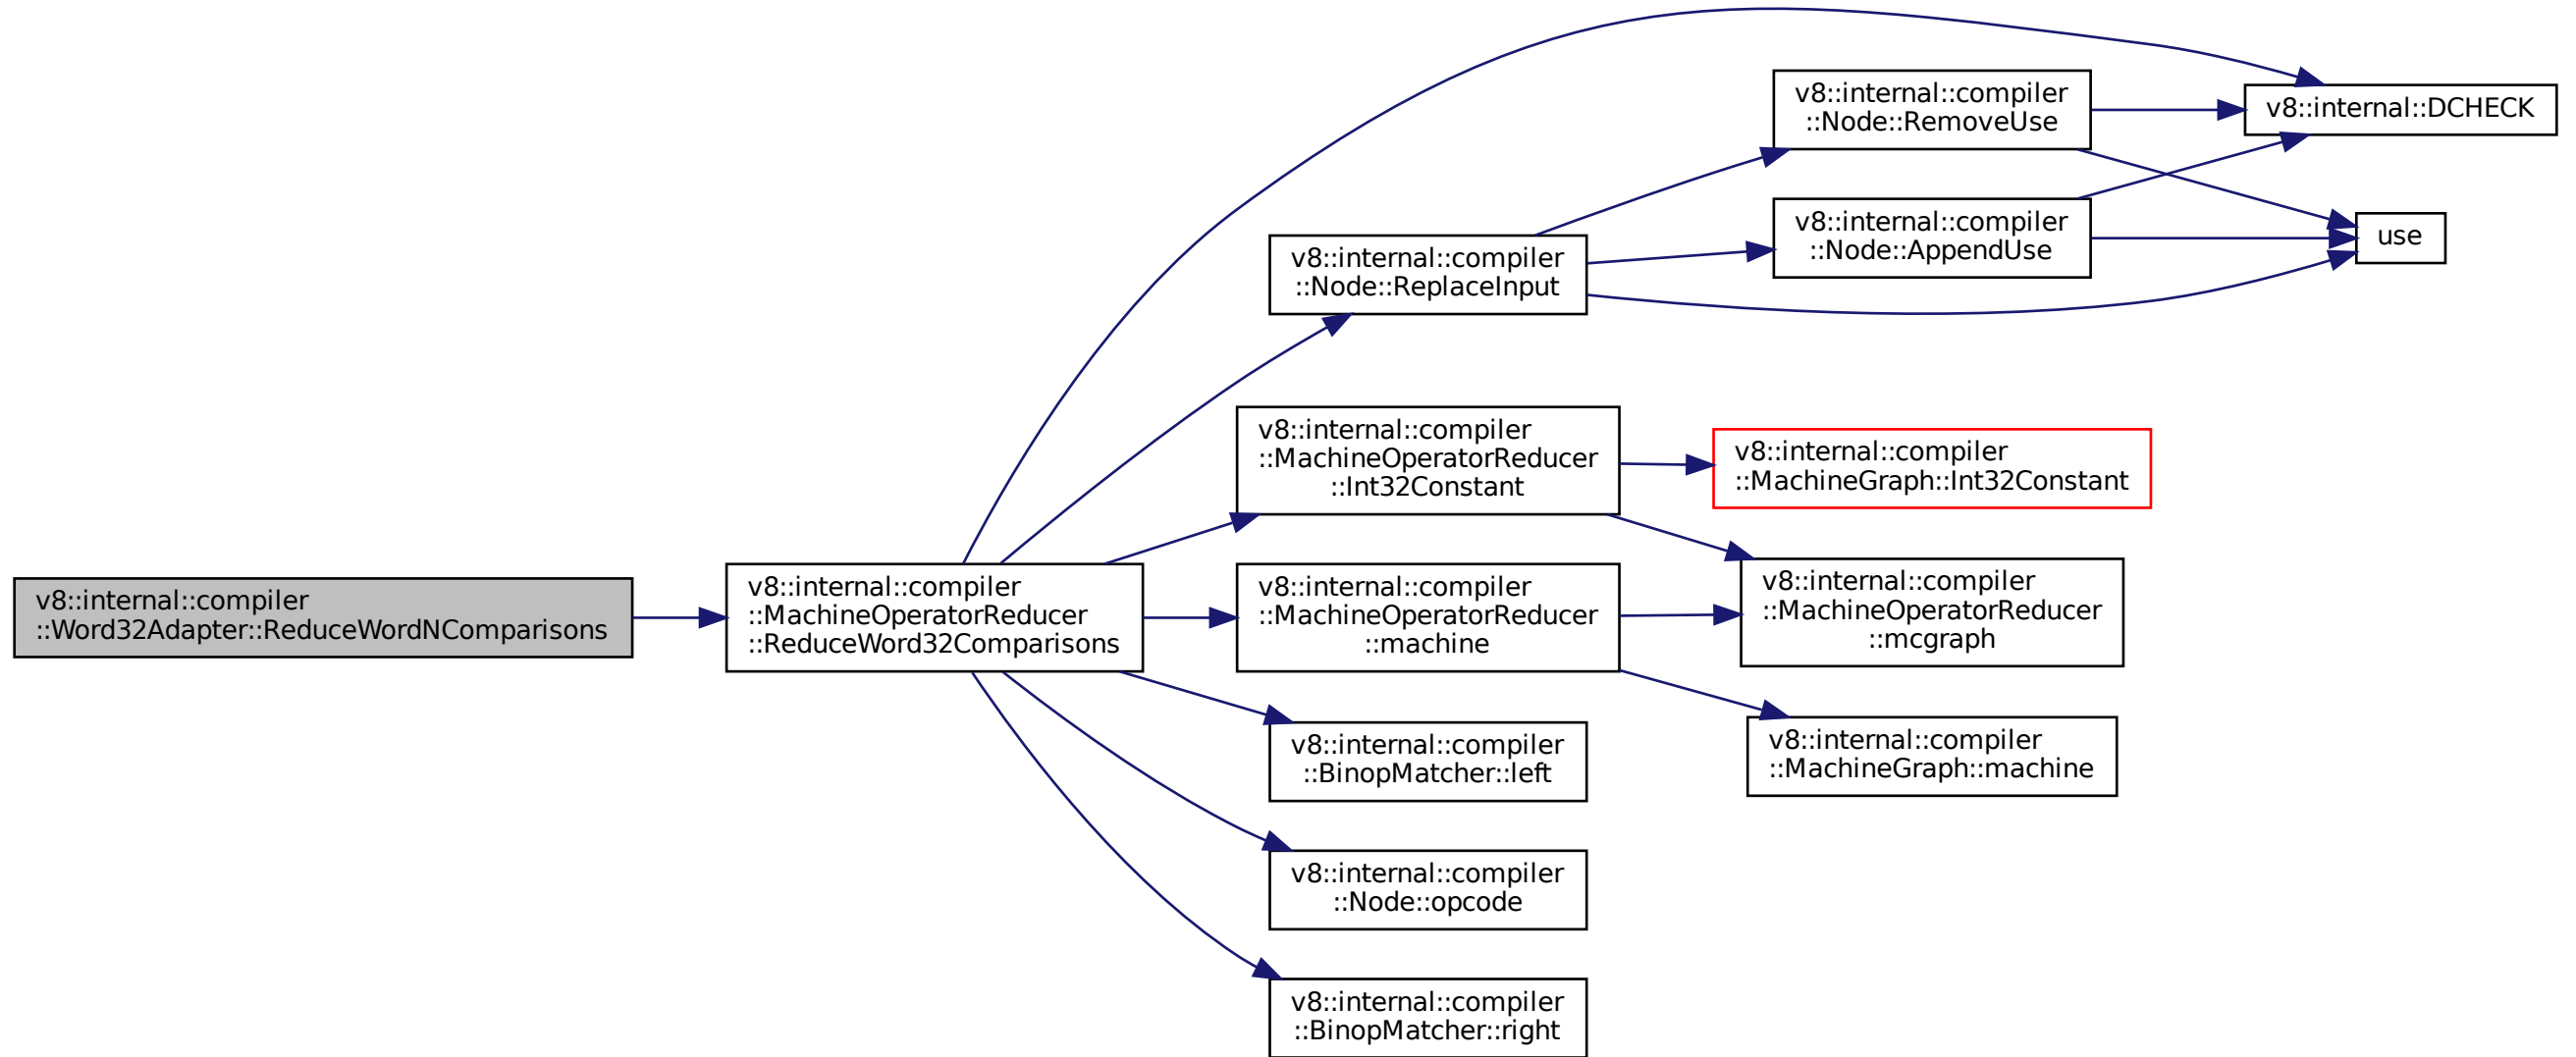 v8::internal::compiler
::Word32Adapter::ReduceWordNComparisons
v8::internal::compiler
::MachineOperatorReducer
::ReduceWord32Comparisons
v8::internal::compiler
::Node::ReplaceInput
v8::internal::compiler
::Node::RemoveUse
v8::internal::compiler
::Node::AppendUse
v8::internal::DCHECK
use
v8::internal::compiler
::MachineOperatorReducer
::Int32Constant
v8::internal::compiler
::MachineGraph::Int32Constant
v8::internal::compiler
::MachineOperatorReducer
::machine
v8::internal::compiler
::MachineOperatorReducer
::mcgraph
v8::internal::compiler
::MachineGraph::machine
v8::internal::compiler
::BinopMatcher::left
v8::internal::compiler
::Node::opcode
v8::internal::compiler
::BinopMatcher::right